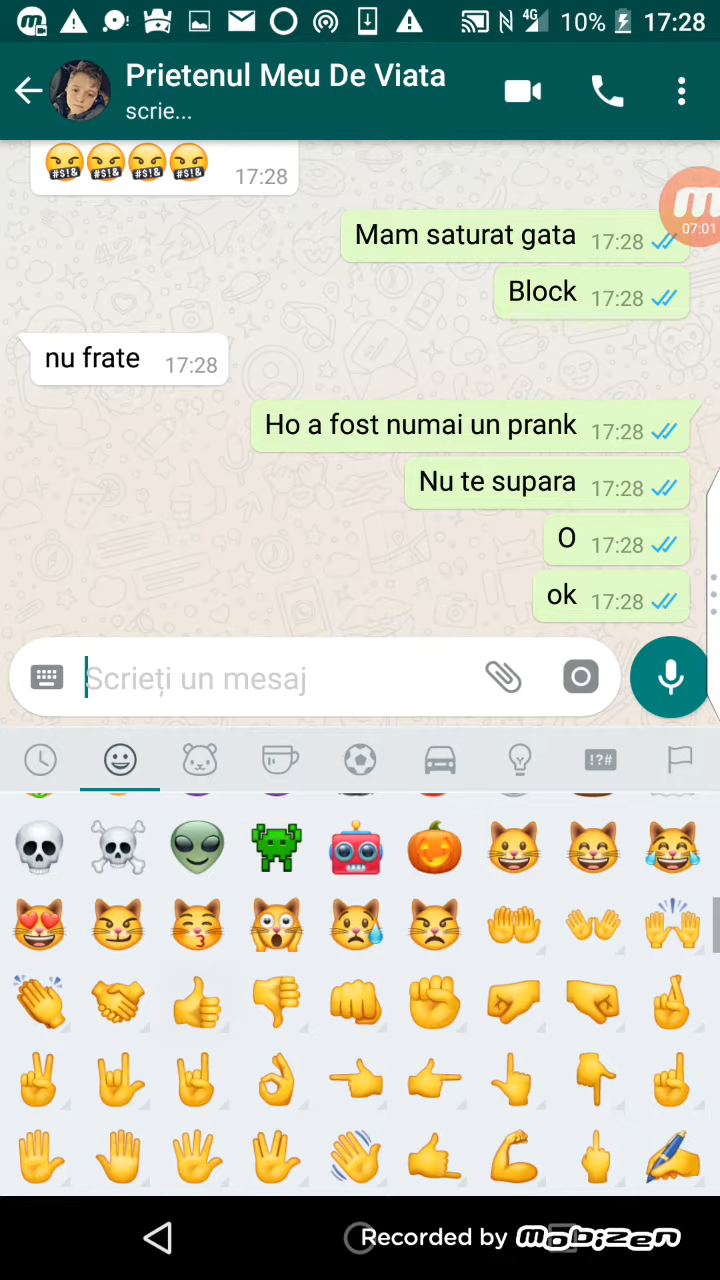 4G 10% 17:28
Prietenul Meu De Viata
scrie...
#$!& #$!& #$!& #$!& 17:28
07:01
Mam saturat gata 17:28
Block 17:28
nu frate 17:28
Ho a fost numai un prank 17:28
Nu te supara 17:28
O 17:28
ok 17:28
Scrieți un mesaj
!?#
Recorded by mobizen